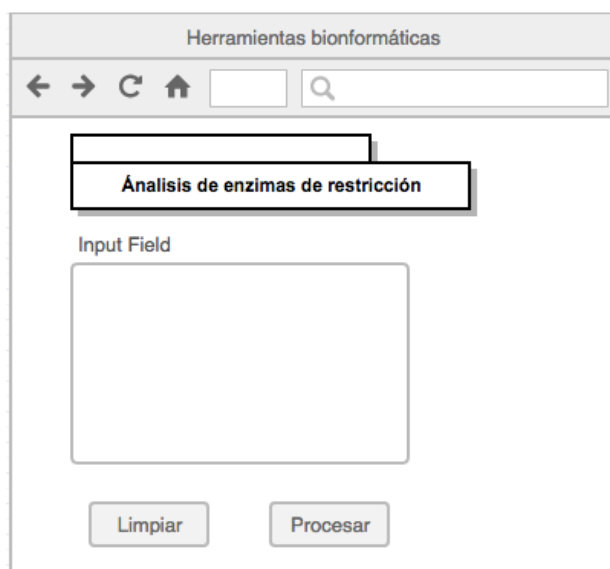 Herramientas bionformáticas
Ánalisis de enzimas de restricción
Input Field
Limpiar
Procesar